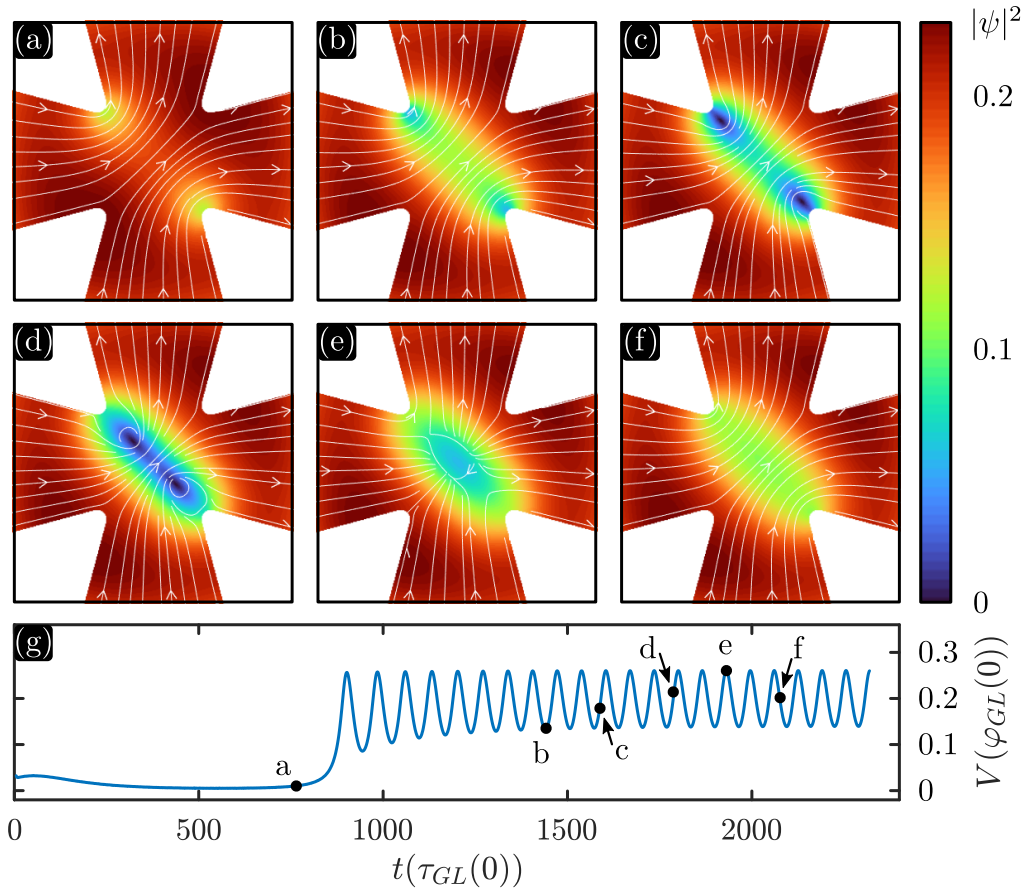 (a) (b) (c) |ψ|²
0.2
(d) (e) (f)
0.1
0
(g)
a b c d e f
0.3
0.2
0.1
0
V(φ_GL(0))
0 500 1000 1500 2000
t(τ_GL(0))